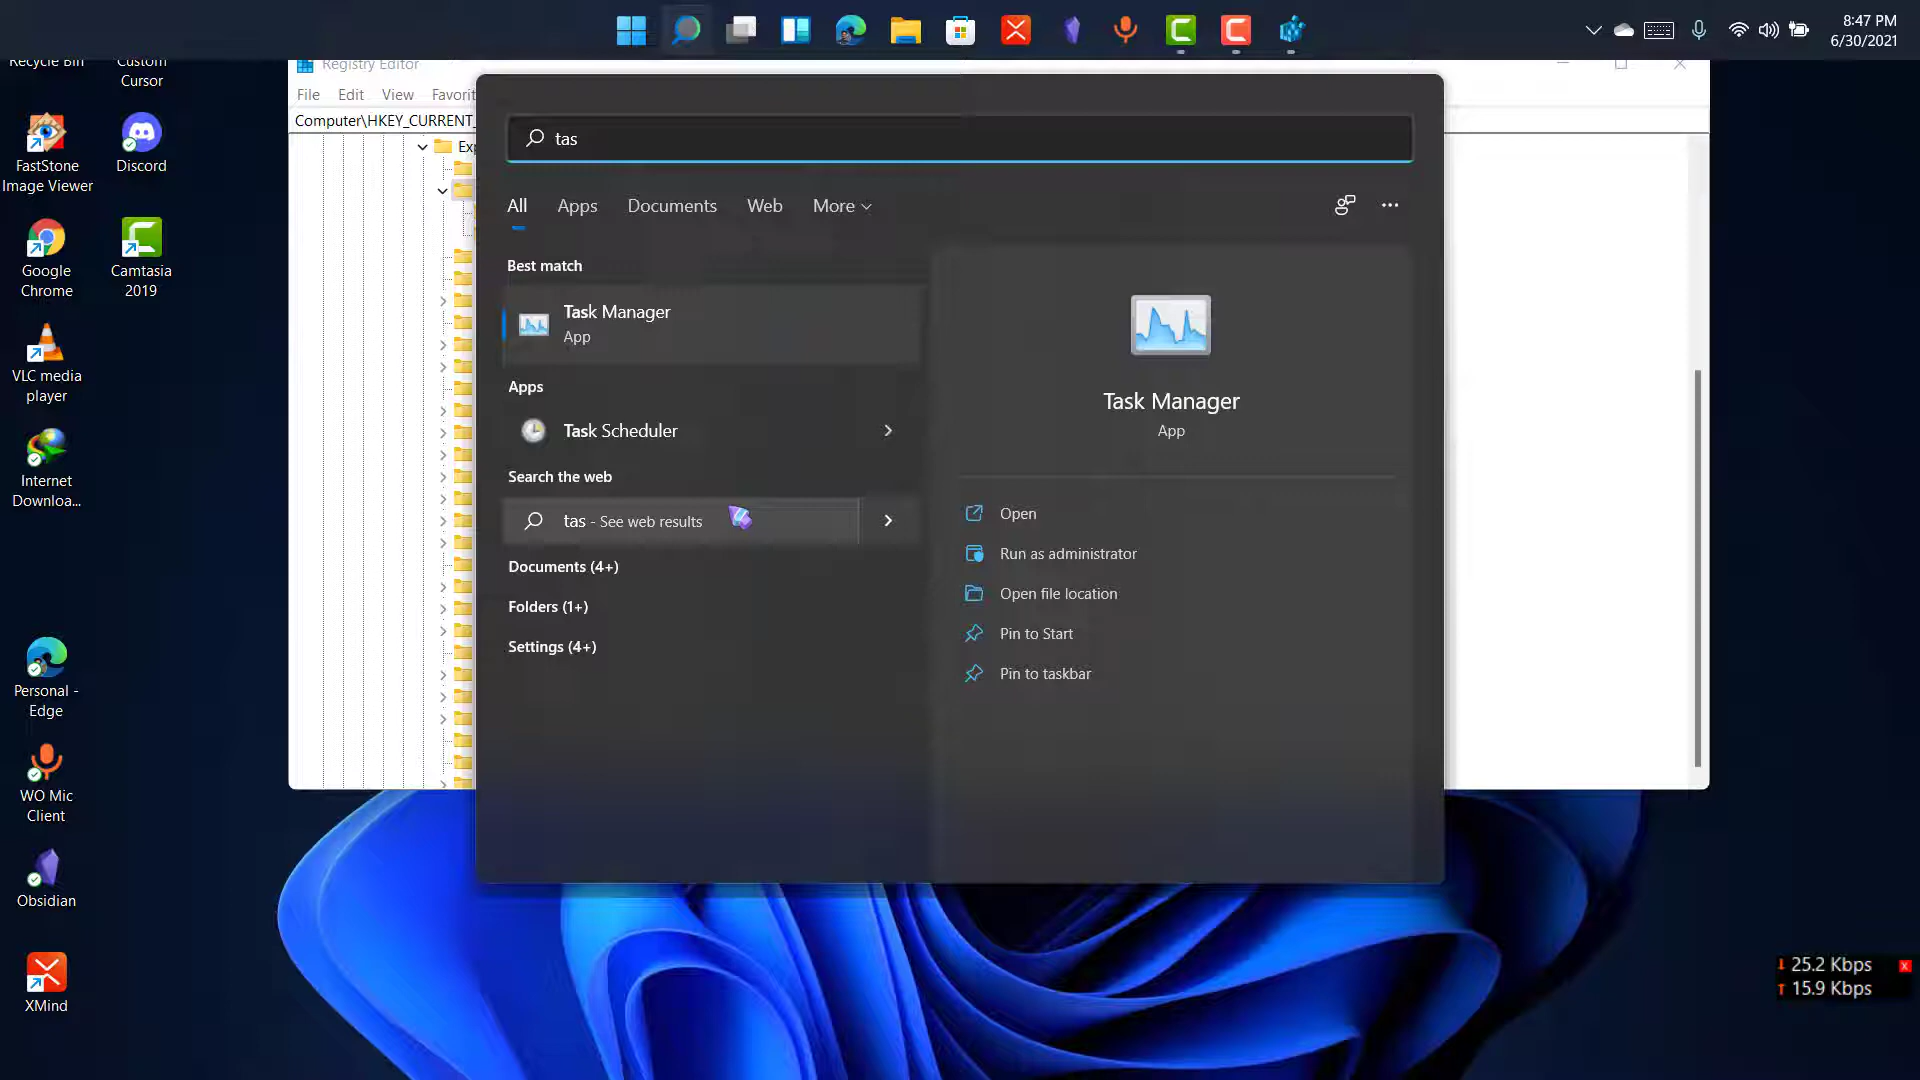 8:47 PM
6/30/2021
Recycle Bin
Custom
Cursor
FastStone
Image Viewer
Discord
Google
Chrome
Camtasia
2019
VLC media
player
Internet
Downloa...
Personal -
Edge
WO Mic
Client
Obsidian
XMind
Registry Editor
File Edit View Favorit
Computer\HKEY_CURRENT_
Exp
tas
All Apps Documents Web More
Best match
Task Manager
App
Apps
Task Scheduler
Search the web
tas - See web results
Documents (4+)
Folders (1+)
Settings (4+)
Task Manager
App
Open
Run as administrator
Open file location
Pin to Start
Pin to taskbar
25.2 Kbps
15.9 Kbps